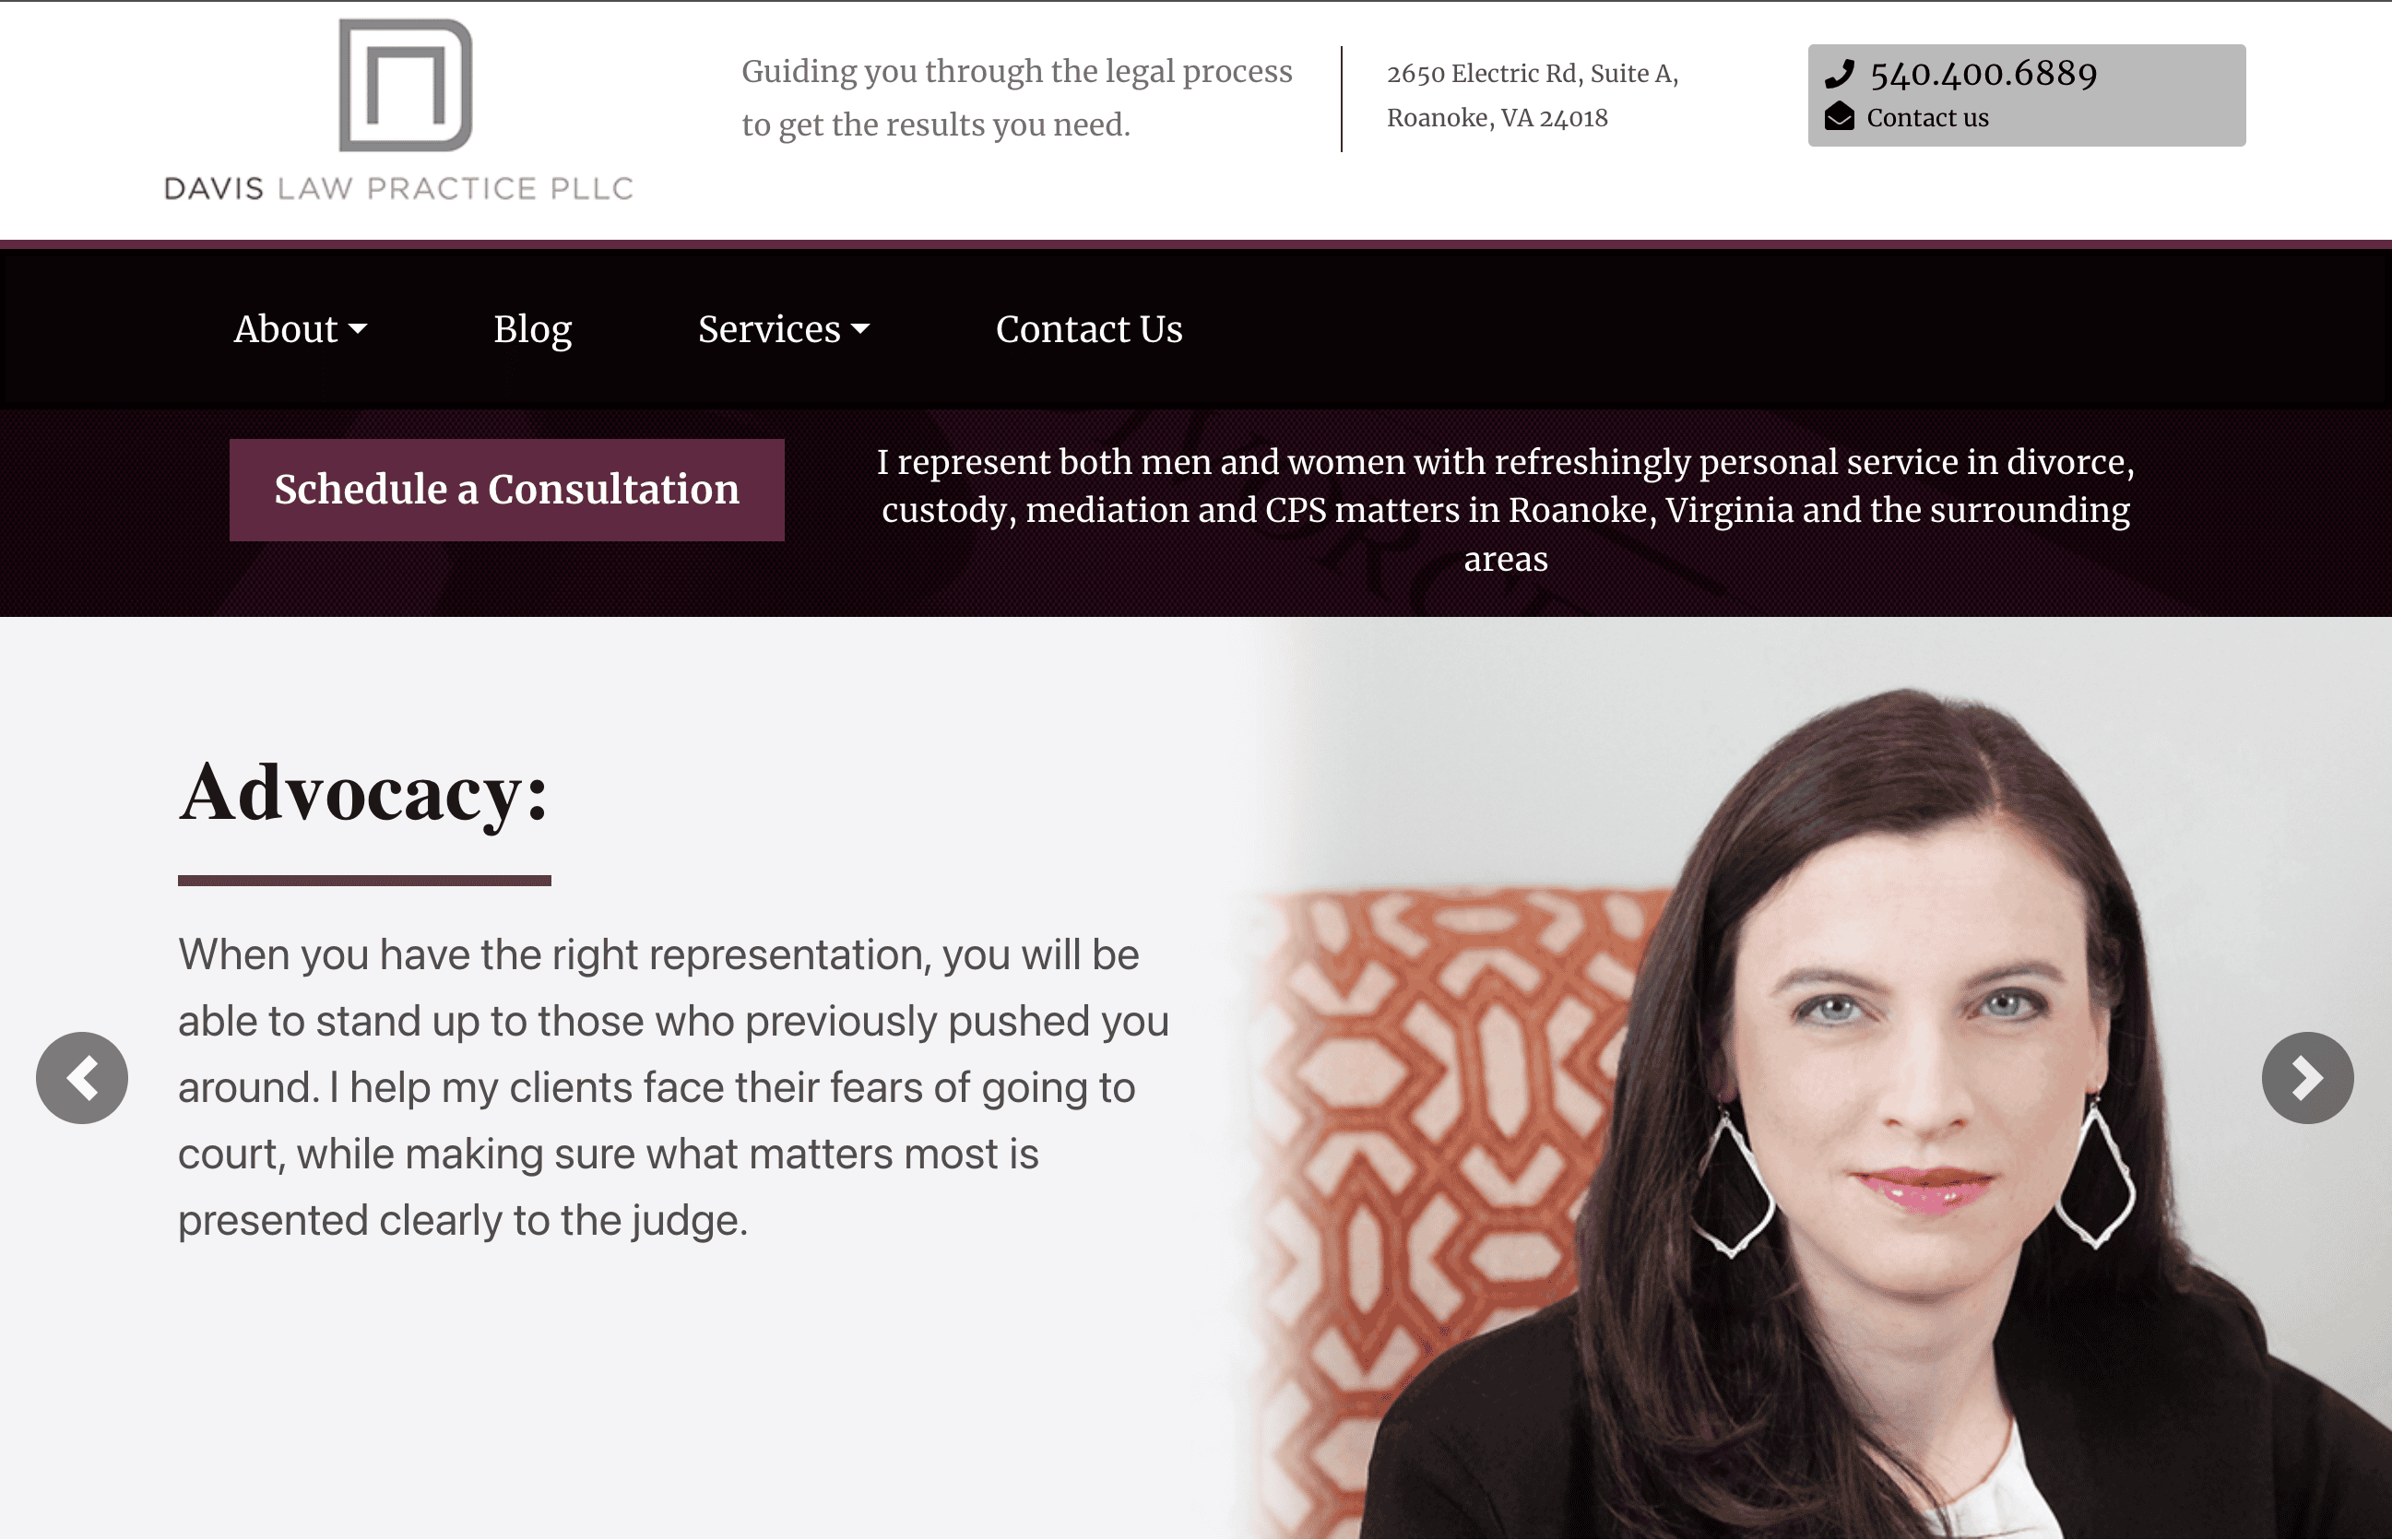 DAVIS LAW PRACTICE PLLC
Guiding you through the legal process
to get the results you need.
2650 Electric Rd, Suite A,
Roanoke, VA 24018
540.400.6889
Contact us
About
Blog
Services
Contact Us
Schedule a Consultation
I represent both men and women with refreshingly personal service in divorce,
custody, mediation and CPS matters in Roanoke, Virginia and the surrounding
areas
Advocacy:
When you have the right representation, you will be
able to stand up to those who previously pushed you
around. I help my clients face their fears of going to
court, while making sure what matters most is
presented clearly to the judge.